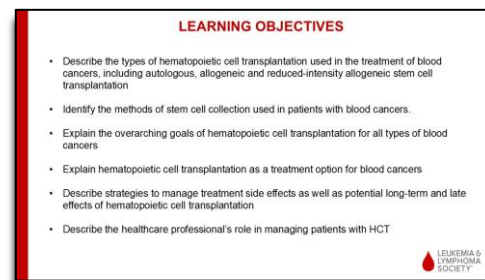 LEARNING OBJECTIVES
• Describe the types of hematopoietic cell transplantation used in the treatment of blood
cancers, including autologous, allogeneic and reduced-intensity allogeneic stem cell
transplantation
• Identify the methods of stem cell collection used in patients with blood cancers.
• Explain the overarching goals of hematopoietic cell transplantation for all types of blood
cancers
• Explain hematopoietic cell transplantation as a treatment option for blood cancers
• Describe strategies to manage treatment side effects as well as potential long-term and late
effects of hematopoietic cell transplantation
• Describe the healthcare professional's role in managing patients with HCT
LEUKEMIA &
LYMPHOMA
SOCIETY